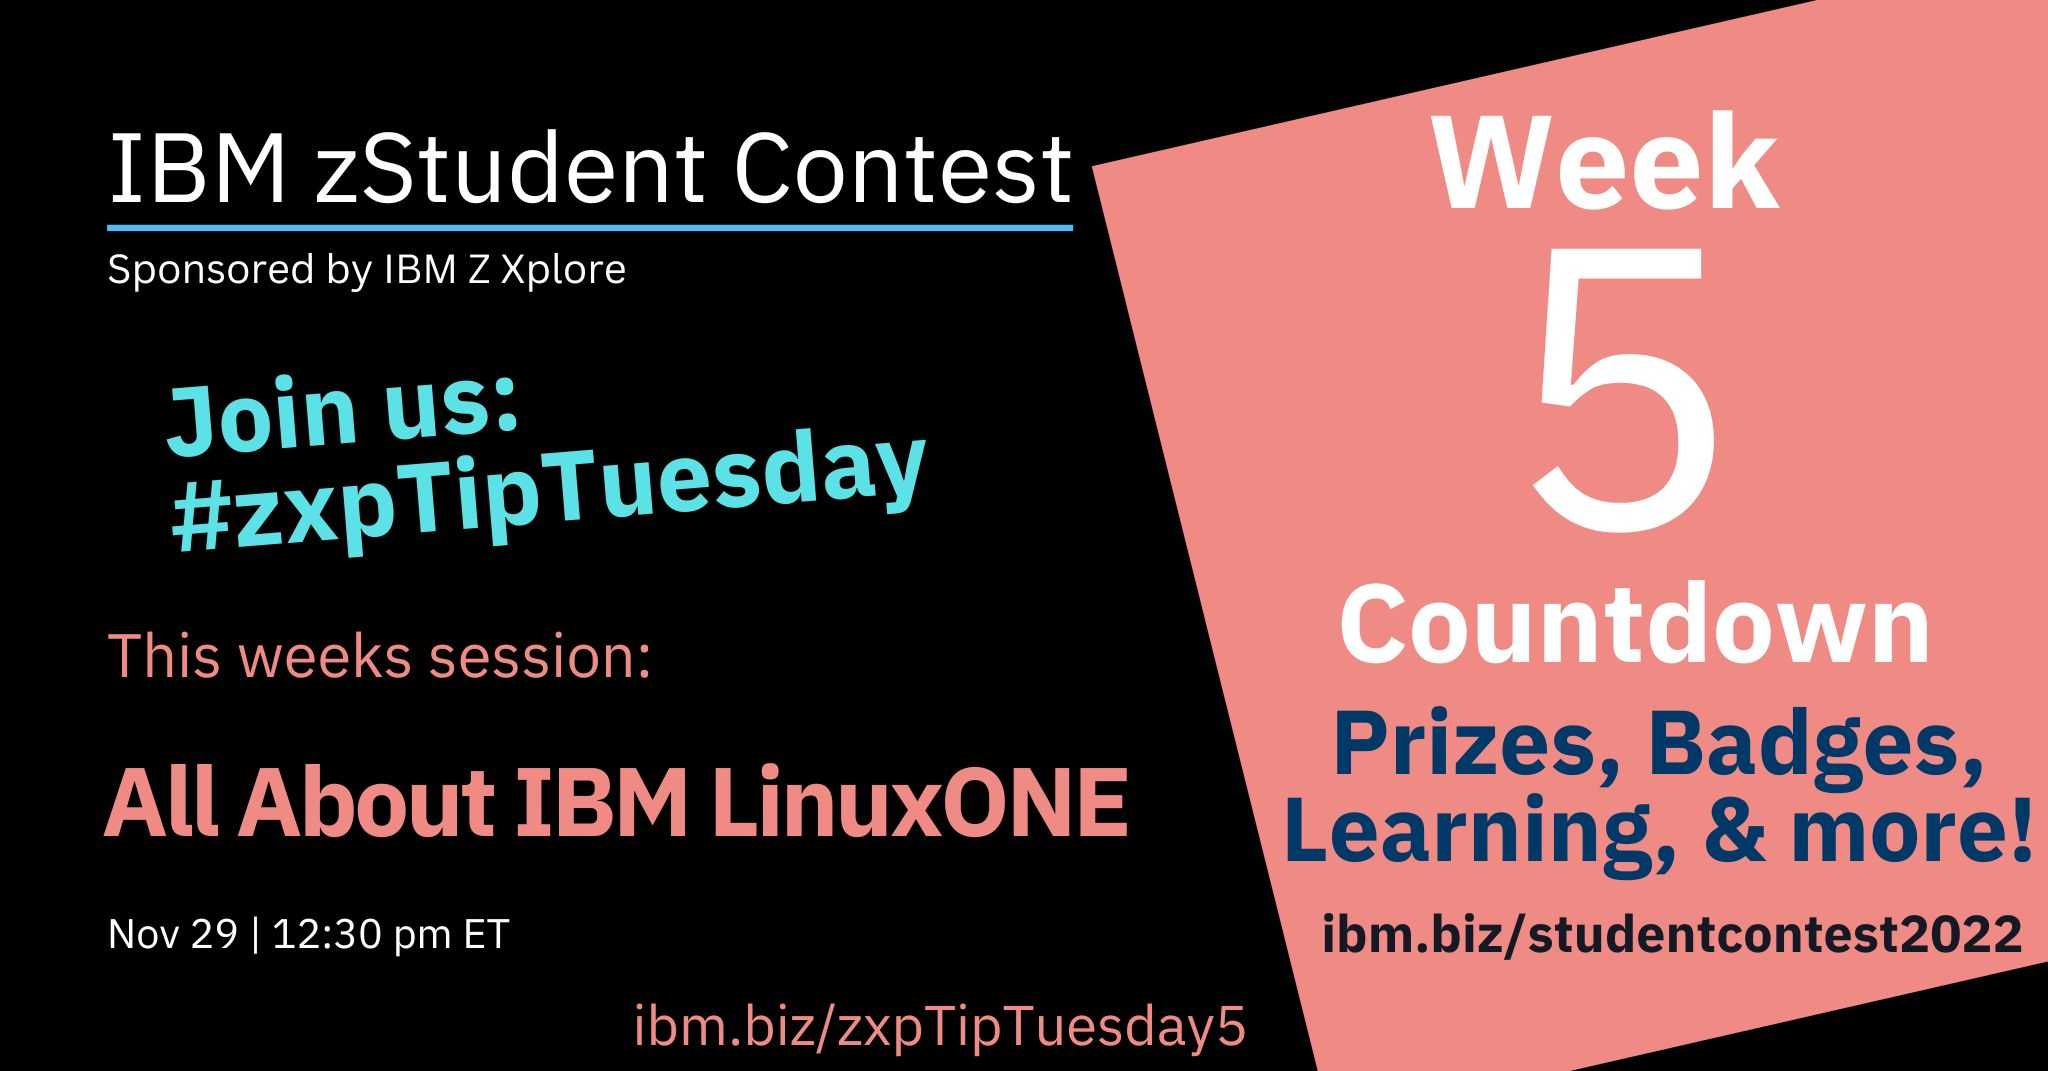 IBM zStudent Contest
Sponsored by IBM Z Xplore
Join us:
#zxpTipTuesday
This weeks session:
All About IBM LinuxONE
Nov 29 | 12:30 pm ET
ibm.biz/zxpTipTuesday5
Week
5
Countdown
Prizes, Badges,
Learning, & more!
ibm.biz/studentcontest2022